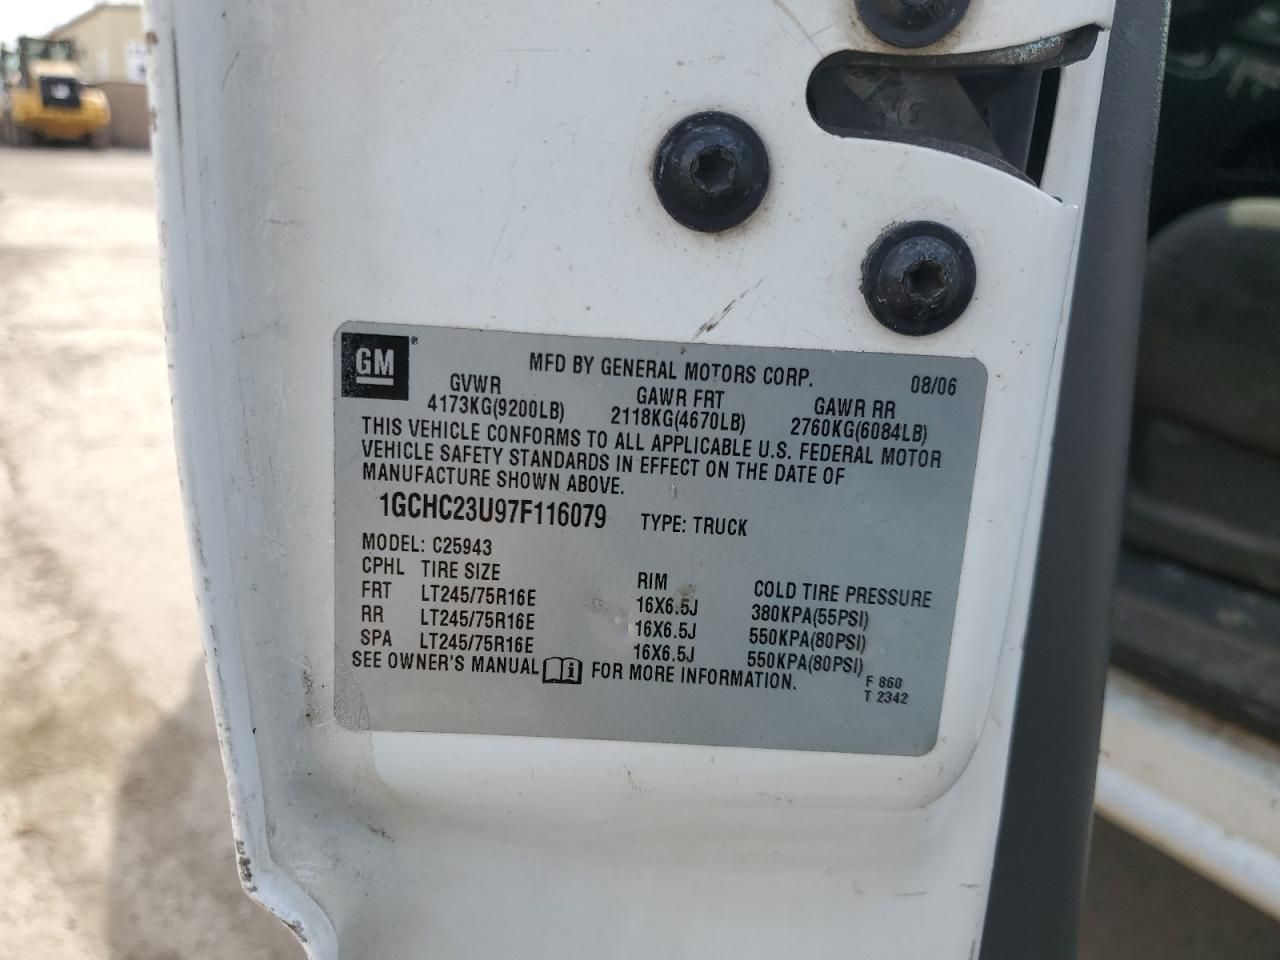 GM ® MFD BY GENERAL MOTORS CORP. 08/06
GVWR GAWR FRT GAWR RR
4173KG(9200LB) 2118KG(4670LB) 2760KG(6084LB)
THIS VEHICLE CONFORMS TO ALL APPLICABLE U.S. FEDERAL MOTOR
VEHICLE SAFETY STANDARDS IN EFFECT ON THE DATE OF
MANUFACTURE SHOWN ABOVE.
1GCHC23U97F116079 TYPE: TRUCK
MODEL: C25943
CPHL TIRE SIZE RIM COLD TIRE PRESSURE
FRT LT245/75R16E 16X6.5J 380KPA(55PSI)
RR LT245/75R16E 16X6.5J 550KPA(80PSI)
SPA LT245/75R16E 16X6.5J 550KPA(80PSI)
SEE OWNER'S MANUAL i FOR MORE INFORMATION.
F 860
T 2342